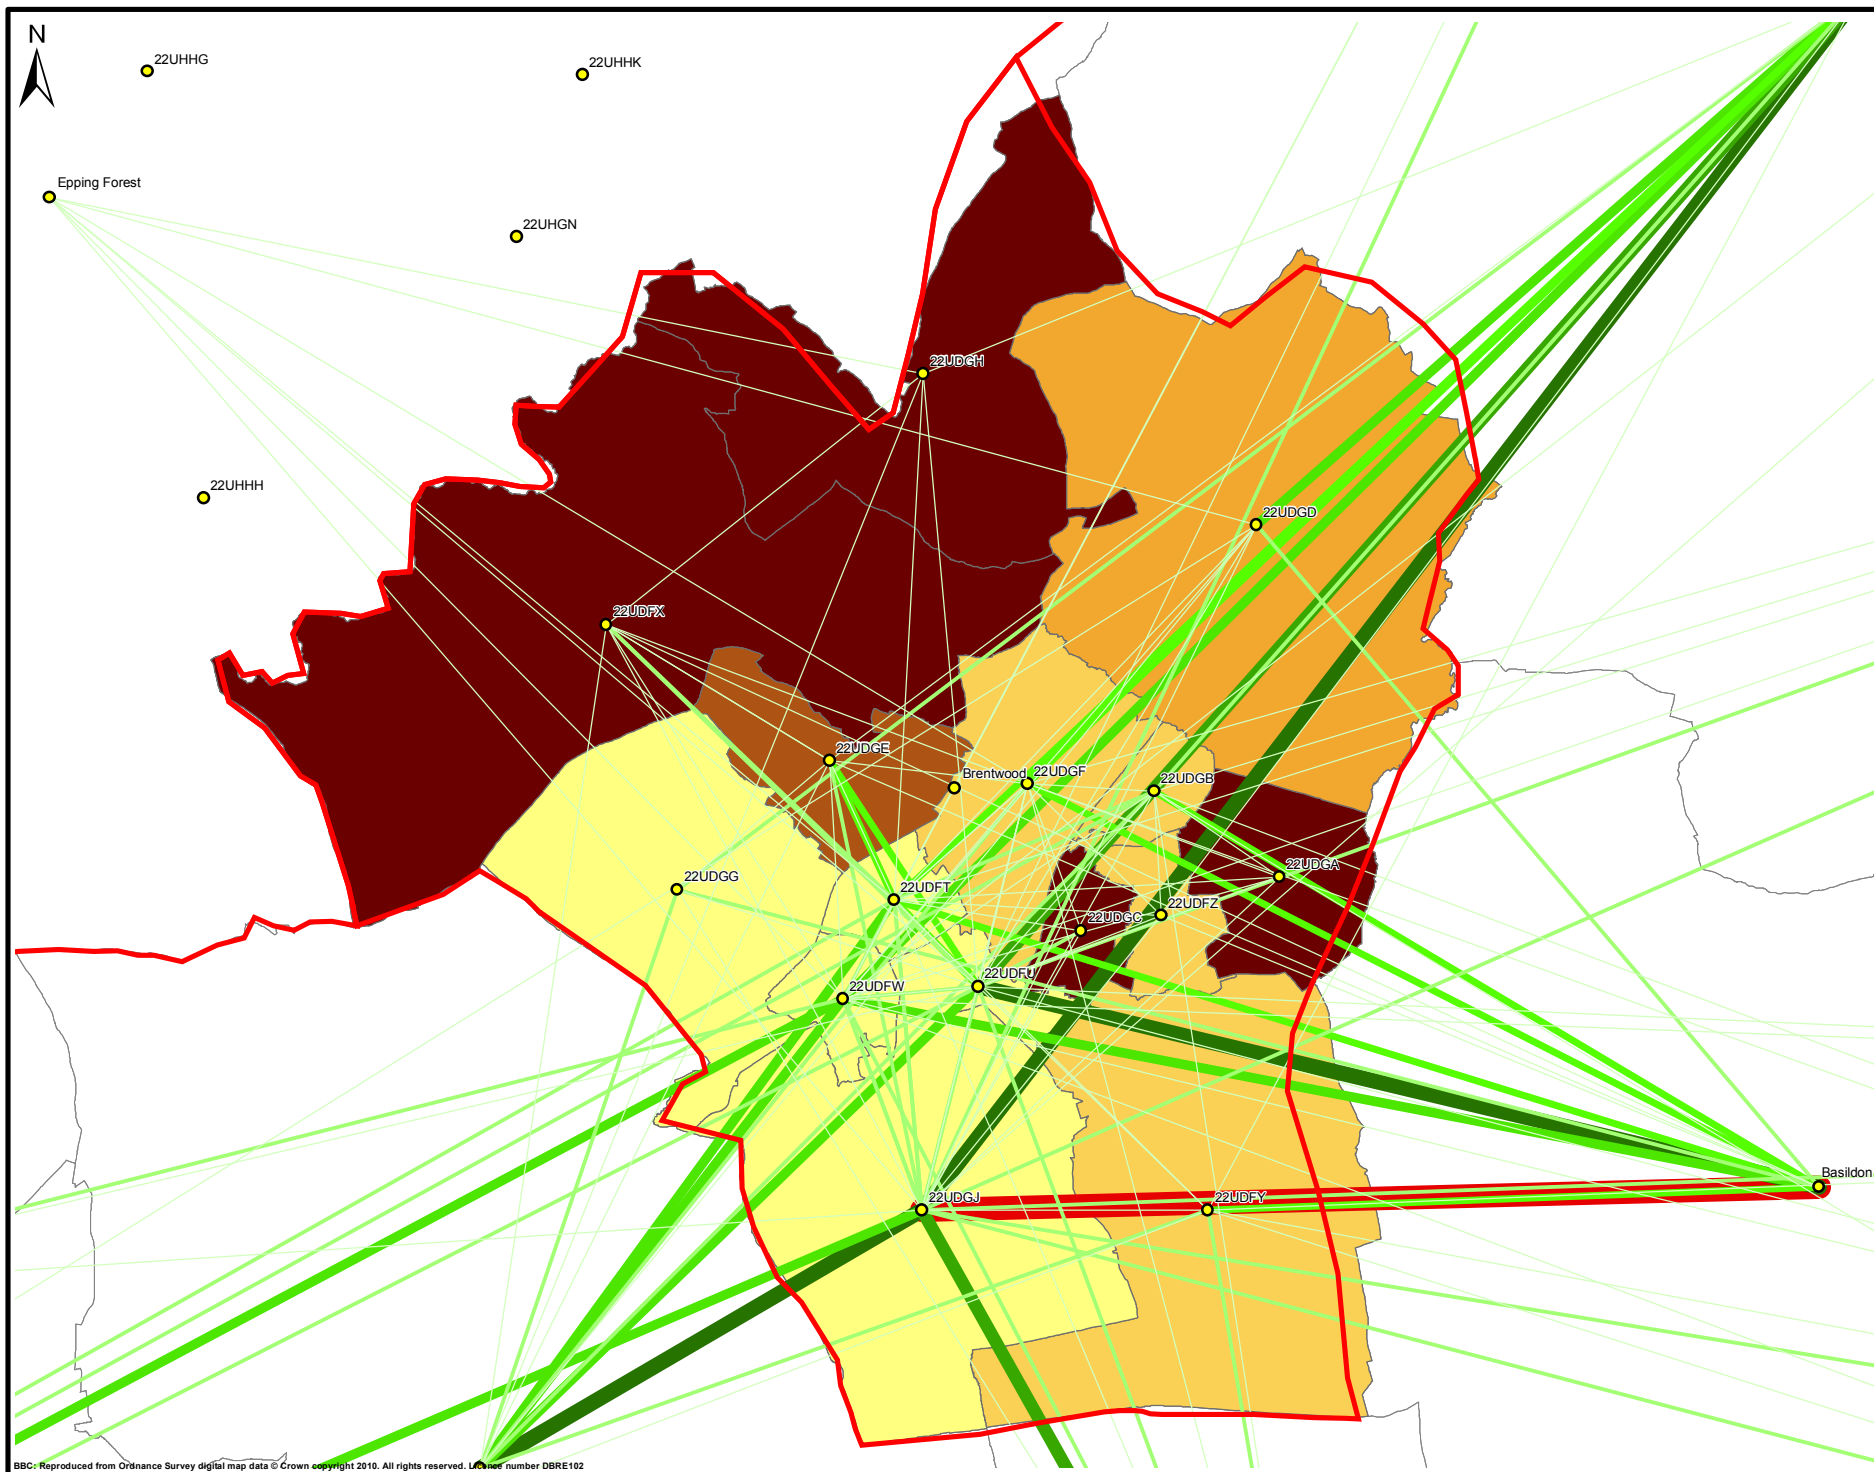 N
22UHHG
22UHHK
Epping Forest
22UHGN
22UDGH
22UHHH
22UDGD
22UDFX
22UDGE
Brentwood
22UDGF
22UDGB
22UDGA
22UDGG
22UDFT
22UDFZ
22UDGC
22UDFU
22UDFW
Basildon
22UDGJ
22UDFY
BBC: Reproduced from Ordnance Survey digital map data © Crown copyright 2010. All rights reserved. Licence number DBRE102